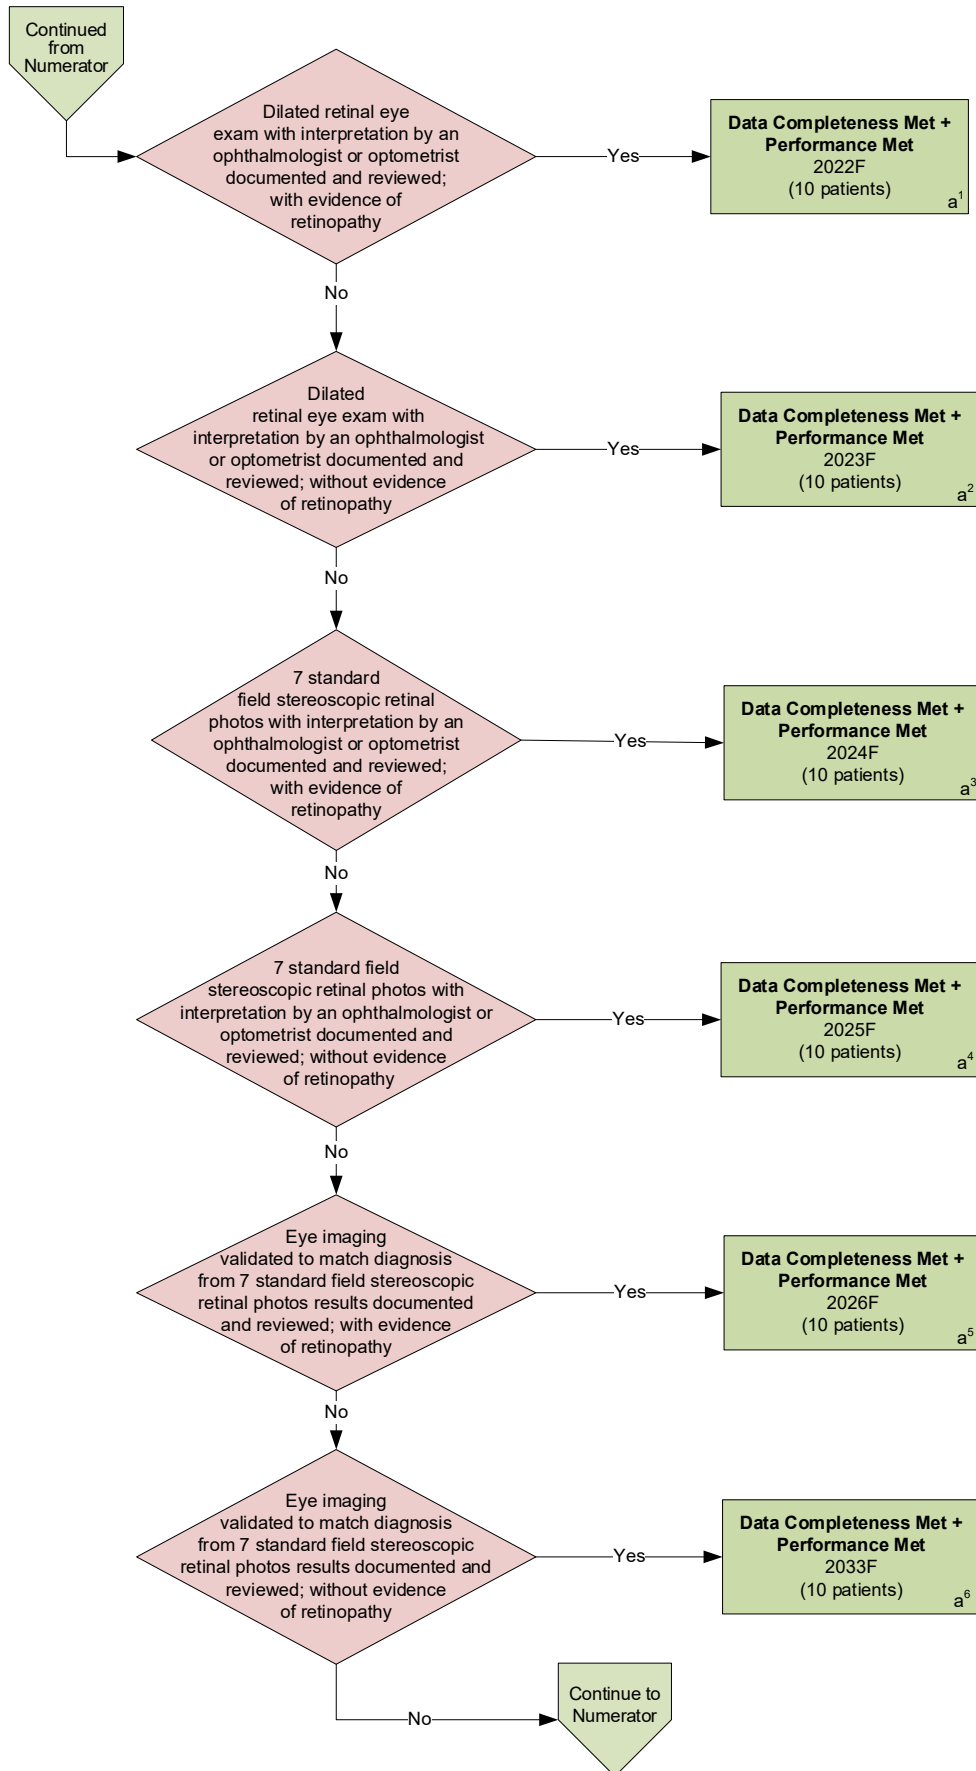 Continued
from
Numerator
Dilated retinal eye
exam with interpretation by an
ophthalmologist or optometrist
documented and reviewed;
with evidence of
retinopathy
Yes
Data Completeness Met +
Performance Met
2022F
(10 patients)
a¹
No
Dilated
retinal eye exam with
interpretation by an ophthalmologist
or optometrist documented and
reviewed; without evidence
of retinopathy
Yes
Data Completeness Met +
Performance Met
2023F
(10 patients)
a²
No
7 standard
field stereoscopic retinal
photos with interpretation by an
ophthalmologist or optometrist
documented and reviewed;
with evidence of
retinopathy
Yes
Data Completeness Met +
Performance Met
2024F
(10 patients)
a³
No
7 standard field
stereoscopic retinal photos with
interpretation by an ophthalmologist or
optometrist documented and
reviewed; without evidence
of retinopathy
Yes
Data Completeness Met +
Performance Met
2025F
(10 patients)
a⁴
No
Eye imaging
validated to match diagnosis
from 7 standard field stereoscopic
retinal photos results documented
and reviewed; with evidence
of retinopathy
Yes
Data Completeness Met +
Performance Met
2026F
(10 patients)
a⁵
No
Eye imaging
validated to match diagnosis
from 7 standard field stereoscopic
retinal photos results documented and
reviewed; without evidence
of retinopathy
Yes
Data Completeness Met +
Performance Met
2033F
(10 patients)
a⁶
No
Continue to
Numerator